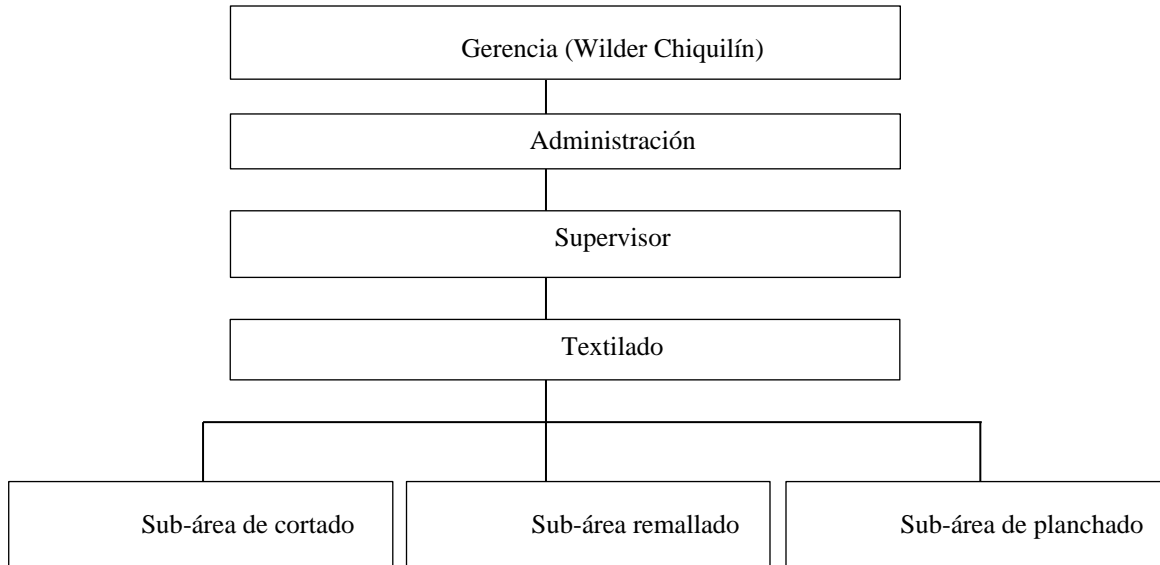 Gerencia (Wilder Chiquilín)
Administración
Supervisor
Textilado
Sub-área de cortado
Sub-área remallado
Sub-área de planchado